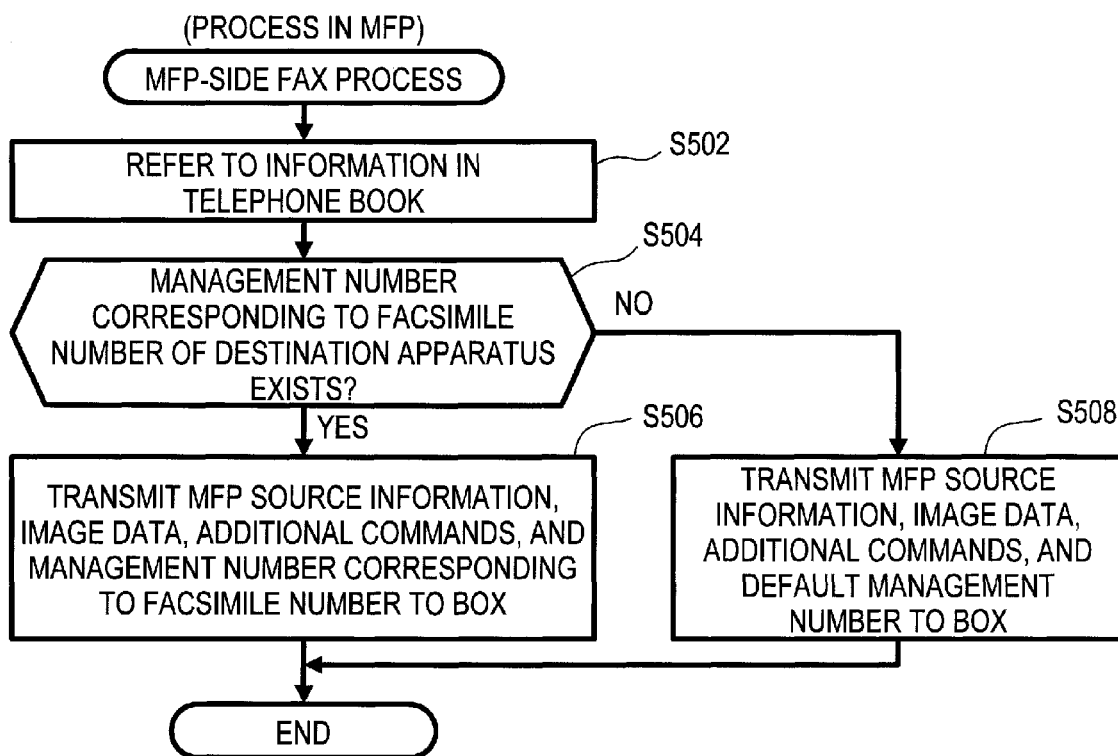 (PROCESS IN MFP)
MFP-SIDE FAX PROCESS
S502
REFER TO INFORMATION IN
TELEPHONE BOOK
S504
MANAGEMENT NUMBER
CORRESPONDING TO FACSIMILE
NUMBER OF DESTINATION APPARATUS
EXISTS?
NO
YES
S506
TRANSMIT MFP SOURCE INFORMATION,
IMAGE DATA, ADDITIONAL COMMANDS, AND
MANAGEMENT NUMBER CORRESPONDING
TO FACSIMILE NUMBER TO BOX
S508
TRANSMIT MFP SOURCE
INFORMATION, IMAGE DATA,
ADDITIONAL COMMANDS, AND
DEFAULT MANAGEMENT
NUMBER TO BOX
END